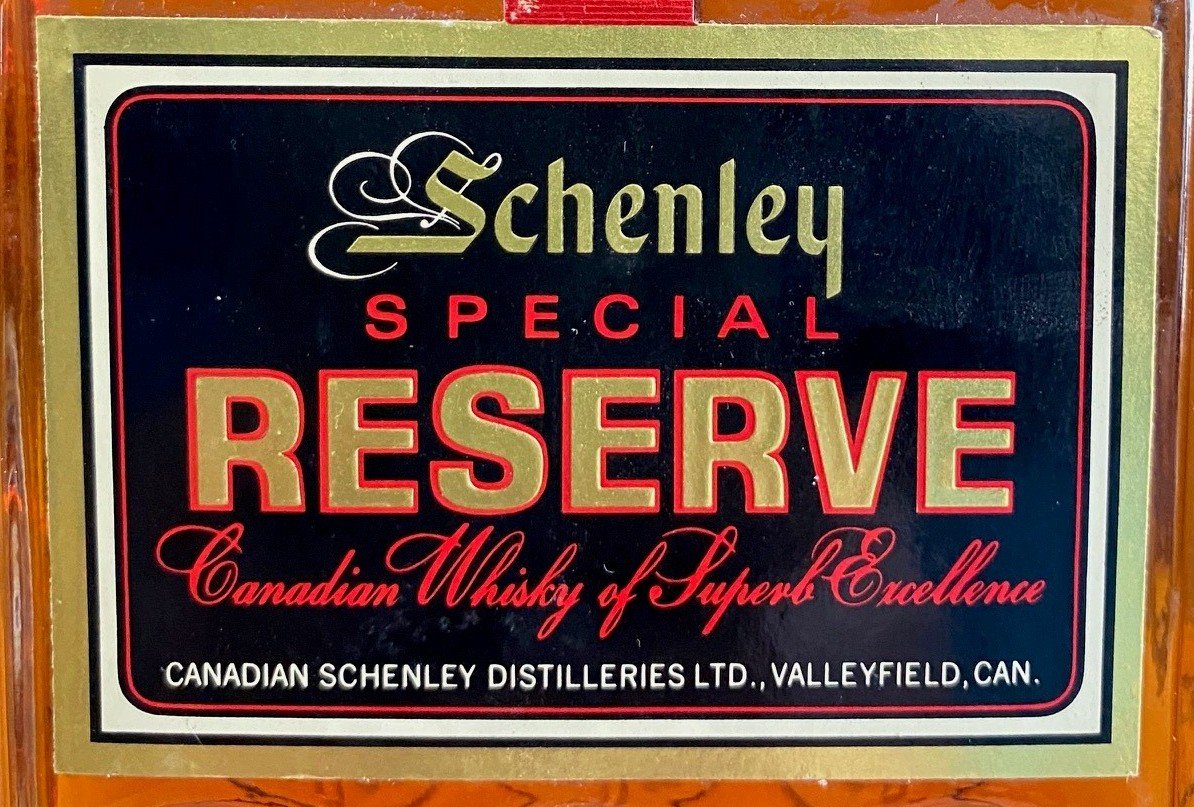 Schenley
SPECIAL
RESERVE
Canadian Whisky of Superb Excellence
CANADIAN SCHENLEY DISTILLERIES LTD., VALLEYFIELD, CAN.